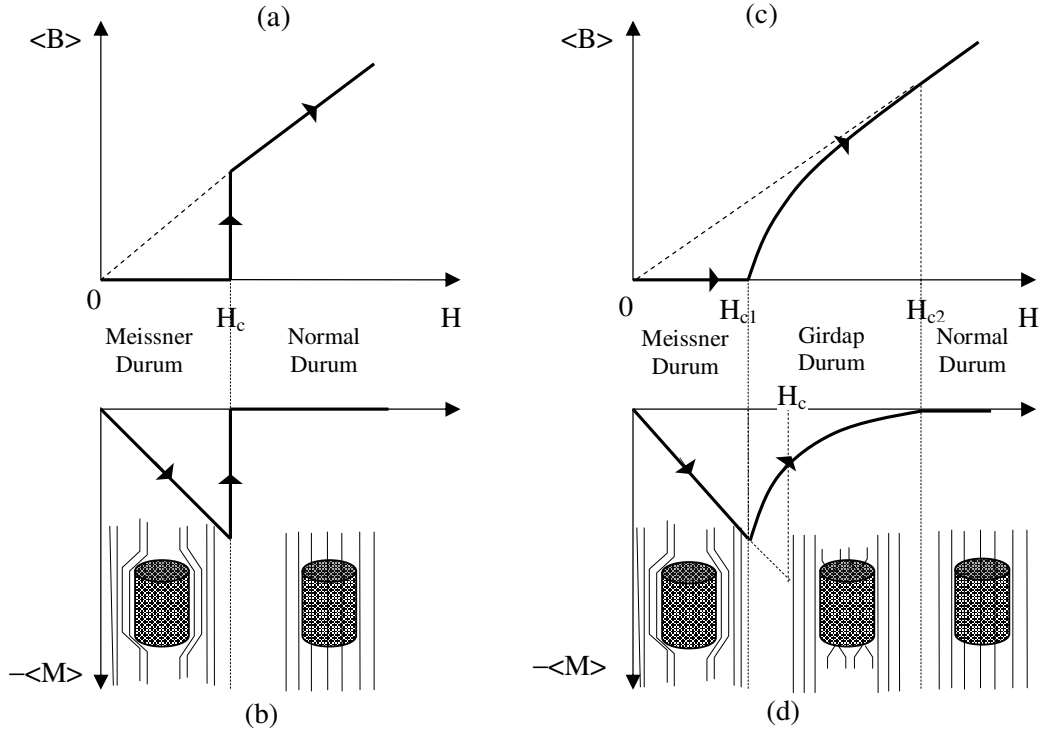 (a)
<B>
0
H_c
H
Meissner
Durum
Normal
Durum
−<M>
(b)
(c)
<B>
0
H_c1
H_c2
H
Meissner
Durum
Girdap
Durum
Normal
Durum
H_c
−<M>
(d)